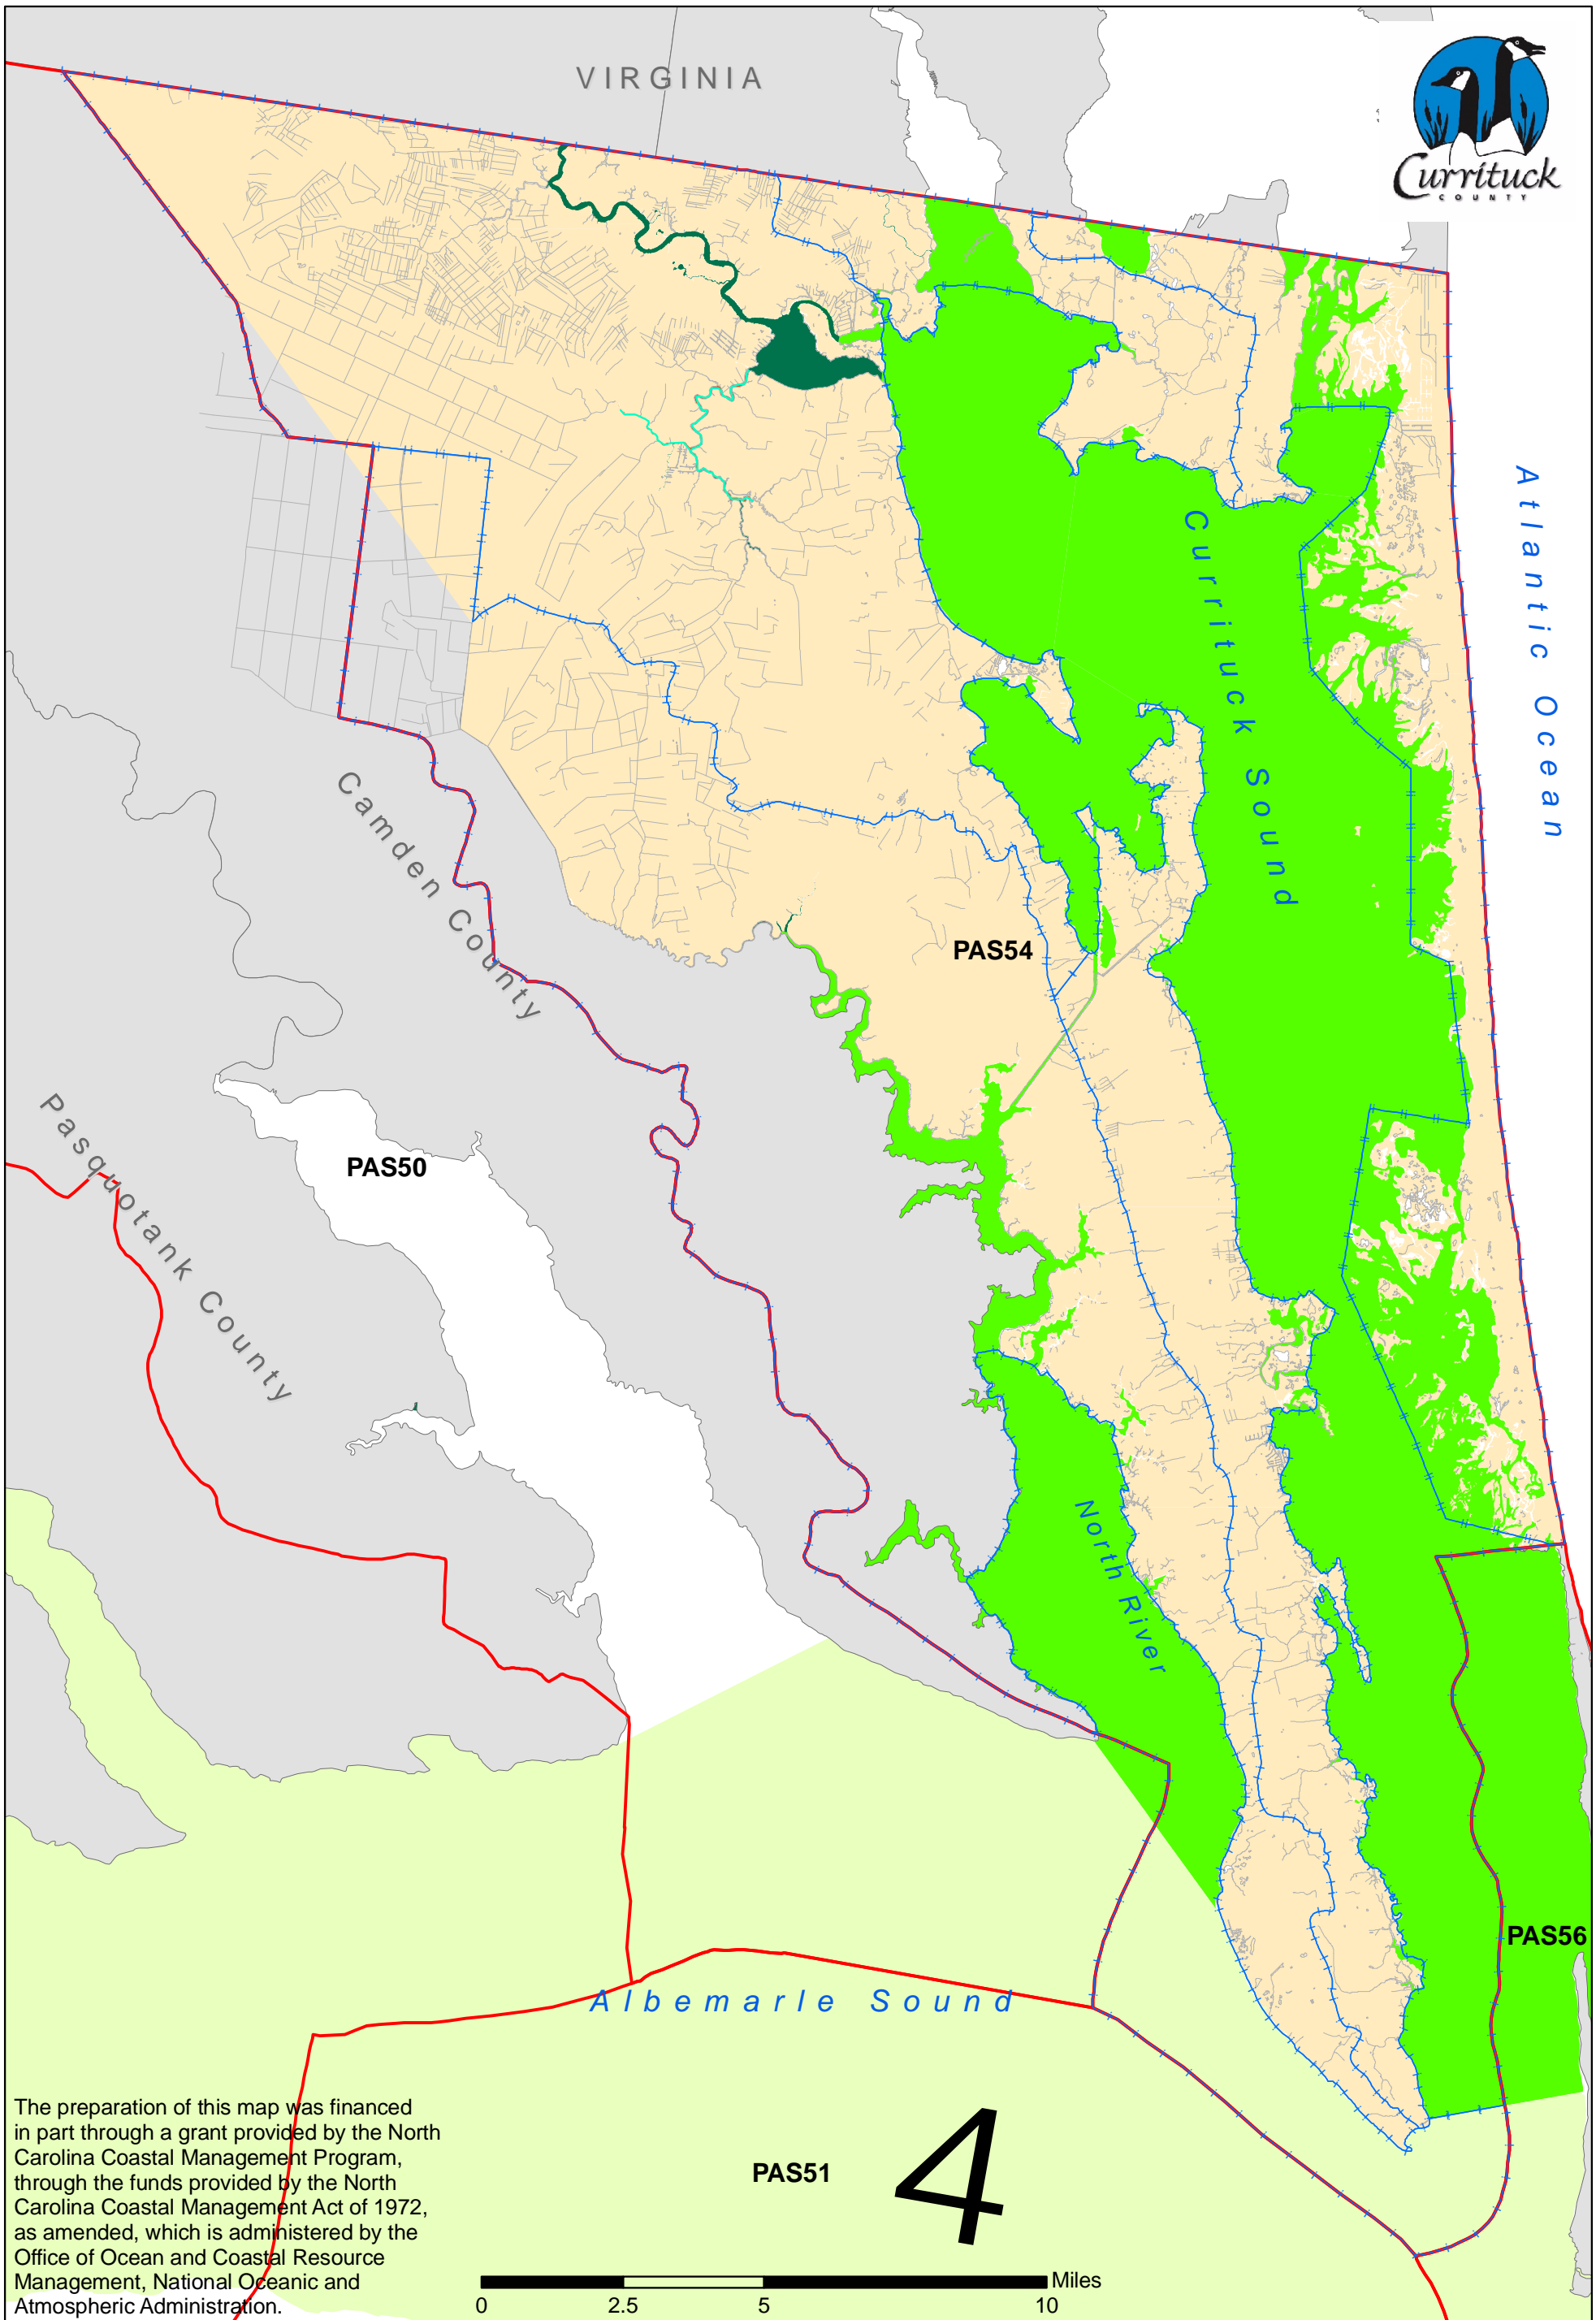 VIRGINIA
Currituck
COUNTY
Atlantic Ocean
Currituck Sound
Camden County
PAS54
Pasquotank County
PAS50
North River
PAS56
Albemarle Sound
The preparation of this map was financed
in part through a grant provided by the North
Carolina Coastal Management Program,
through the funds provided by the North
Carolina Coastal Management Act of 1972,
as amended, which is administered by the
Office of Ocean and Coastal Resource
Management, National Oceanic and
Atmospheric Administration.
PAS51
4
Miles
0 2.5 5 10